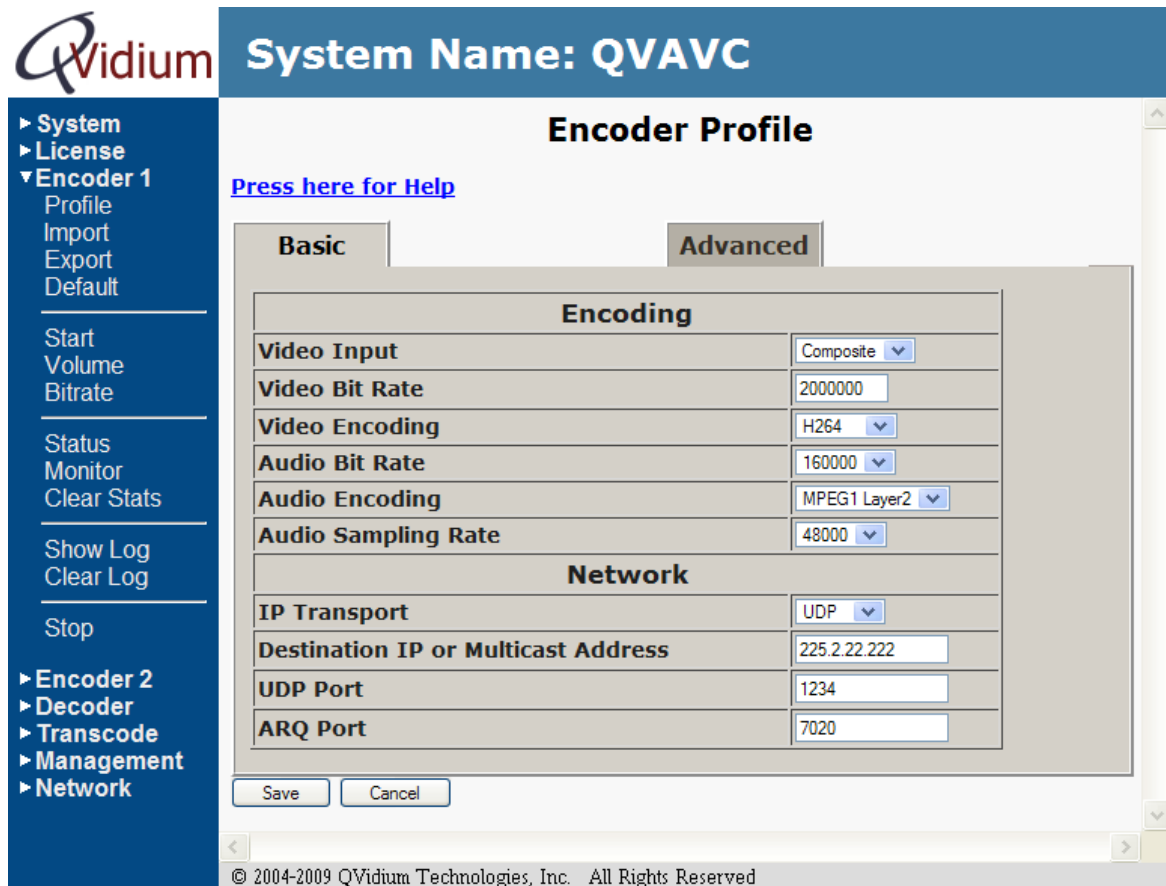 QVidium
System Name: QVAVC
System
License
Encoder 1
Profile
Import
Export
Default
Start
Volume
Bitrate
Status
Monitor
Clear Stats
Show Log
Clear Log
Stop
Encoder 2
Decoder
Transcode
Management
Network
Encoder Profile
Press here for Help
Basic Advanced
Encoding
Video Input Composite
Video Bit Rate 2000000
Video Encoding H264
Audio Bit Rate 160000
Audio Encoding MPEG1 Layer2
Audio Sampling Rate 48000
Network
IP Transport UDP
Destination IP or Multicast Address 225.2.22.222
UDP Port 1234
ARQ Port 7020
Save Cancel
© 2004-2009 QVidium Technologies, Inc. All Rights Reserved